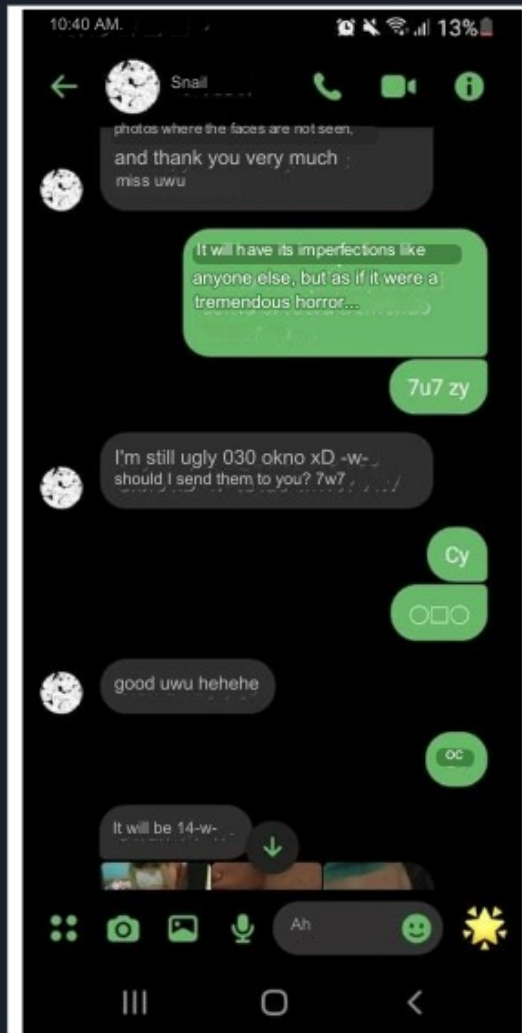 10:40 AM.
13%
Snail
photos where the faces are not seen,
and thank you very much
miss uwu
It will have its imperfections like
anyone else, but as if it were a
tremendous horror...
7u7 zy
I'm still ugly 030 okno xD -w-
should I send them to you? 7w7
Cy
○□○
good uwu hehehe
oc
It will be 14-w-
Ah